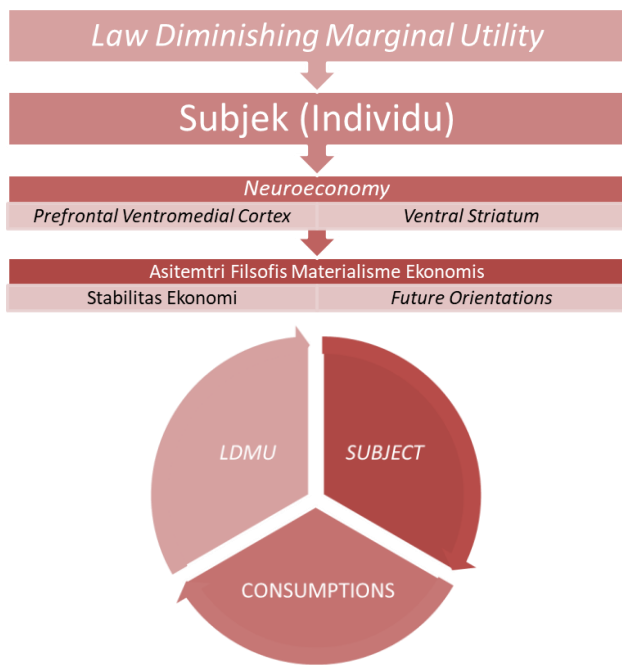 Law Diminishing Marginal Utility
Subjek (Individu)
Neuroeconomy
Prefrontal Ventromedial Cortex
Ventral Striatum
Asitemtri Filsofis Materialisme Ekonomis
Stabilitas Ekonomi
Future Orientations
LDMU
SUBJECT
CONSUMPTIONS